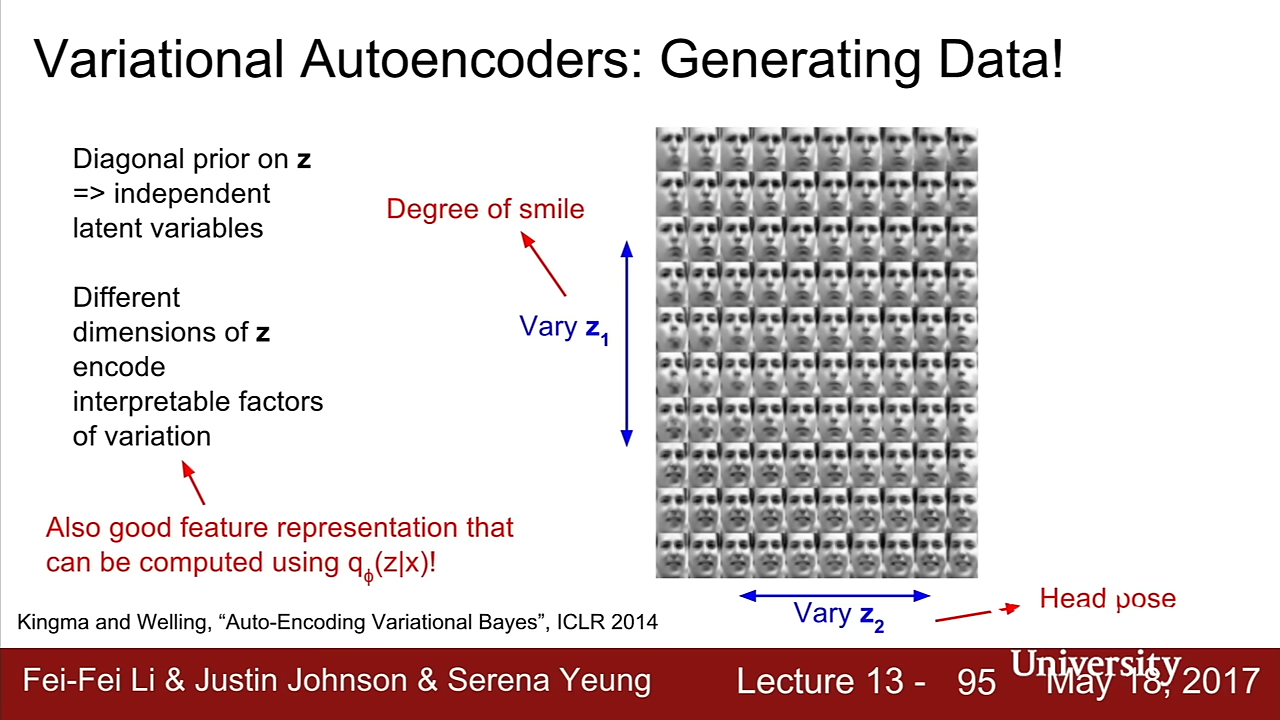 Variational Autoencoders: Generating Data!
Diagonal prior on z
=> independent
latent variables
Different
dimensions of z
encode
interpretable factors
of variation
Also good feature representation that
can be computed using qϕ(z|x)!
Degree of smile
Vary z1
Vary z2
Head pose
Kingma and Welling, “Auto-Encoding Variational Bayes”, ICLR 2014
Fei-Fei Li & Justin Johnson & Serena Yeung
Lecture 13 - 95
University
May 18, 2017